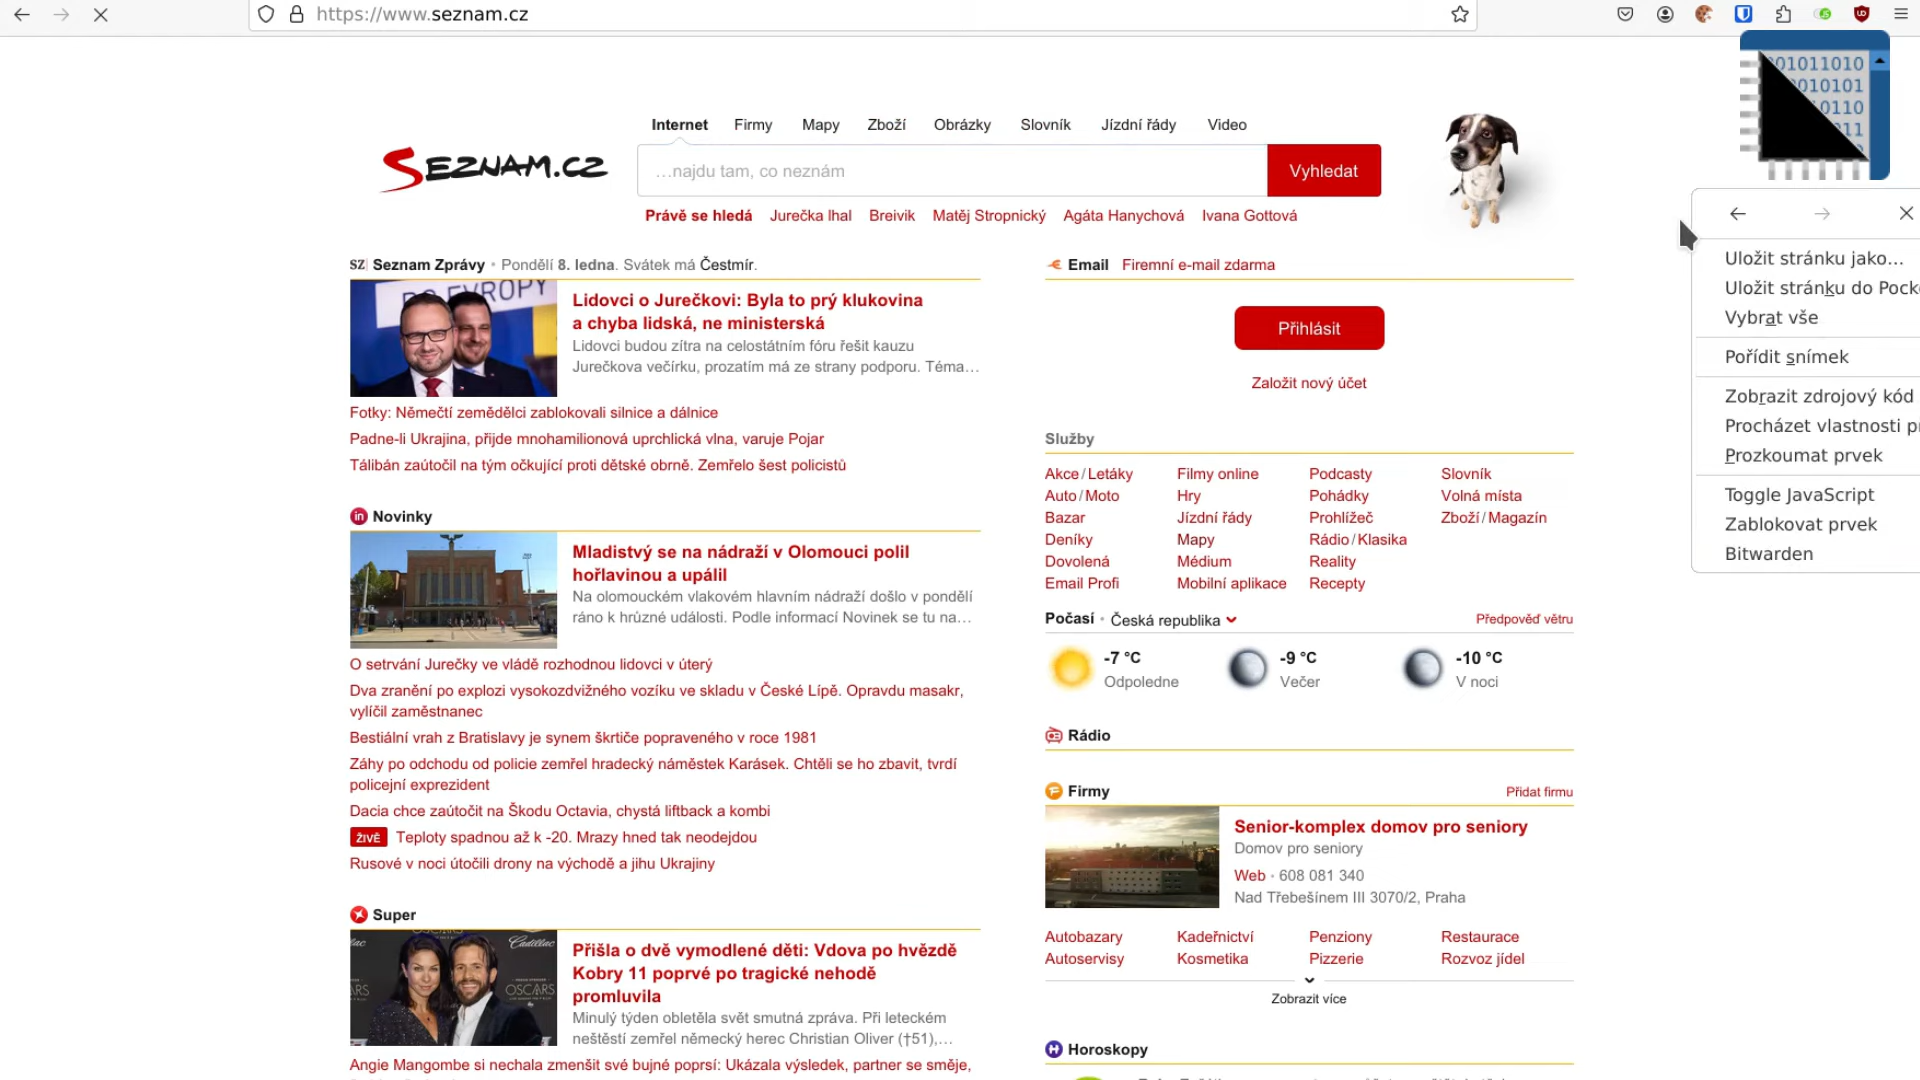 https://www.seznam.cz
Internet Firmy Mapy Zboží Obrázky Slovník Jízdní řády Video
SEZNAM.CZ
...najdu tam, co neznám
Vyhledat
Právě se hledá Jurečka lhal Breivik Matěj Stropnický Agáta Hanychová Ivana Gottová
SZ Seznam Zprávy • Pondělí 8. ledna. Svátek má Čestmír.
Lidovci o Jurečkovi: Byla to prý klukovina
a chyba lidská, ne ministerská
Lidovci budou zítra na celostátním fóru řešit kauzu
Jurečkova večírku, prozatím má ze strany podporu. Téma...
Fotky: Němečtí zemědělci zablokovali silnice a dálnice
Padne-li Ukrajina, přijde mnohamilionová uprchlická vlna, varuje Pojar
Tálibán zaútočil na tým očkující proti dětské obrně. Zemřelo šest policistů
Novinky
Mladistvý se na nádraží v Olomouci polil
hořlavinou a upálil
Na olomouckém vlakovém hlavním nádraží došlo v pondělí
ráno k hrůzné události. Podle informací Novinek se tu na...
O setrvání Jurečky ve vládě rozhodnou lidovci v úterý
Dva zranění po explozi vysokozdvižného vozíku ve skladu v České Lípě. Opravdu masakr,
vylíčil zaměstnanec
Bestiální vrah z Bratislavy je synem škrtiče popraveného v roce 1981
Záhy po odchodu od policie zemřel hradecký náměstek Karásek. Chtěli se ho zbavit, tvrdí
policejní exprezident
Dacia chce zaútočit na Škodu Octavia, chystá liftback a kombi
ŽIVĚ Teploty spadnou až k -20. Mrazy hned tak neodejdou
Rusové v noci útočili drony na východě a jihu Ukrajiny
Super
Cadillac
OSCARS
Přišla o dvě vymodlené děti: Vdova po hvězdě
Kobry 11 poprvé po tragické nehodě
promluvila
Minulý týden obletěla svět smutná zpráva. Při leteckém
neštěstí zemřel německý herec Christian Oliver (†51),...
Angie Mangombe si nechala zmenšit své bujné poprsí: Ukázala výsledek, partner se směje,
Email Firemní e-mail zdarma
Přihlásit
Založit nový účet
Služby
Akce / Letáky Filmy online Podcasty Slovník
Auto / Moto Hry Pohádky Volná místa
Bazar Jízdní řády Prohlížeč Zboží / Magazín
Deníky Mapy Rádio / Klasika
Dovolená Médium Reality
Email Profi Mobilní aplikace Recepty
Počasí • Česká republika Předpověď větru
-7 °C -9 °C -10 °C
Odpoledne Večer V noci
Rádio
Firmy Přidat firmu
Senior-komplex domov pro seniory
Domov pro seniory
Web • 608 081 340
Nad Třebešínem III 3070/2, Praha
Autobazary Kadeřnictví Penziony Restaurace
Autoservisy Kosmetika Pizzerie Rozvoz jídel
Zobrazit více
Horoskopy
Uložit stránku jako...
Uložit stránku do Pock
Vybrat vše
Pořídit snímek
Zobrazit zdrojový kód
Procházet vlastnosti
Prozkoumat prvek
Toggle JavaScript
Zablokovat prvek
Bitwarden